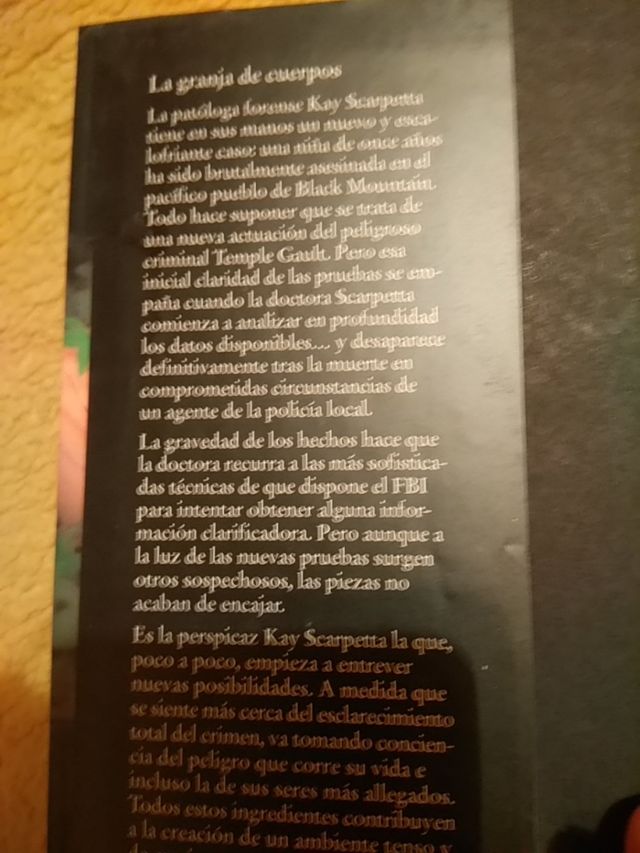 La granja de cuerpos
La patóloga forense Kay Scarpetta
tiene en sus manos un nuevo y esca-
lofriante caso: una niña de once años
ha sido brutalmente asesinada en el
pacífico pueblo de Black Mountain.
Todo hace suponer que se trata de
una nueva actuación del peligroso
criminal Temple Gault. Pero esa
inicial claridad de las pruebas se em-
paña cuando la doctora Scarpetta
comienza a analizar en profundidad
los datos disponibles... y desaparece
definitivamente tras la muerte en
comprometidas circunstancias de
un agente de la policía local.
La gravedad de los hechos hace que
la doctora recurra a las más sofistica-
das técnicas de que dispone el FBI
para intentar obtener alguna infor-
mación clarificadora. Pero aunque a
la luz de las nuevas pruebas surgen
otros sospechosos, las piezas no
acaban de encajar.
Es la perspicaz Kay Scarpetta la que,
poco a poco, empieza a entrever
nuevas posibilidades. A medida que
se siente más cerca del esclarecimiento
total del crimen, va tomando concien-
cia del peligro que corre su vida e
incluso la de sus seres más allegados.
Todos estos ingredientes contribuyen
a la creación de un ambiente tenso y